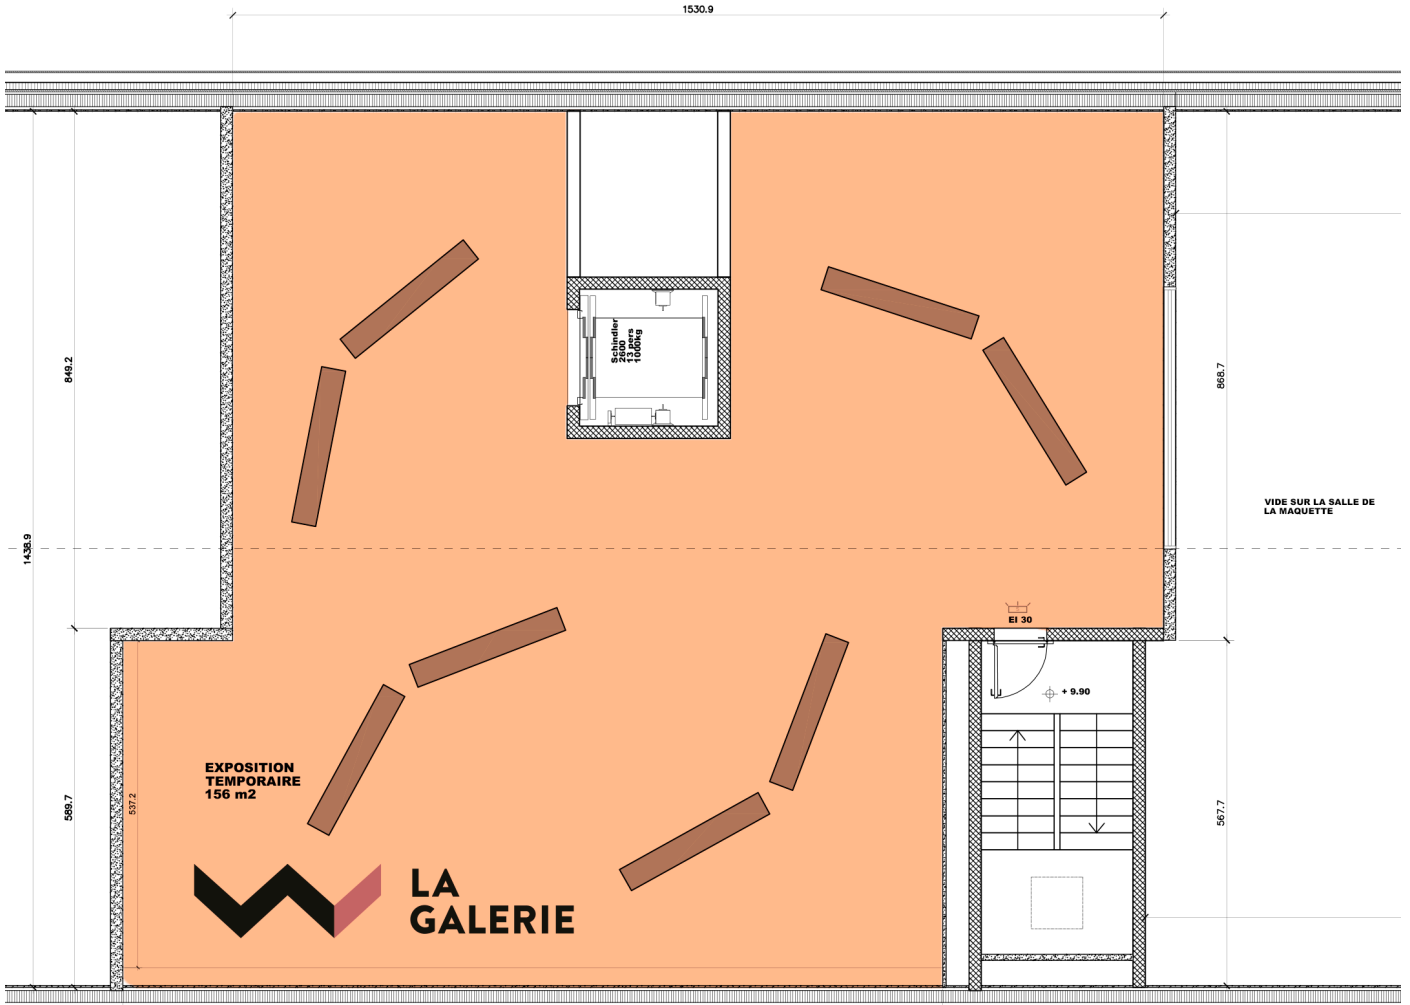 1530.9
849.2
1438.9
589.7
537.2
Schindler
2600
13 pers
1000kg
868.7
567.7
VIDE SUR LA SALLE DE
LA MAQUETTE
EI 30
+ 9.90
EXPOSITION
TEMPORAIRE
156 m2
LA
GALERIE